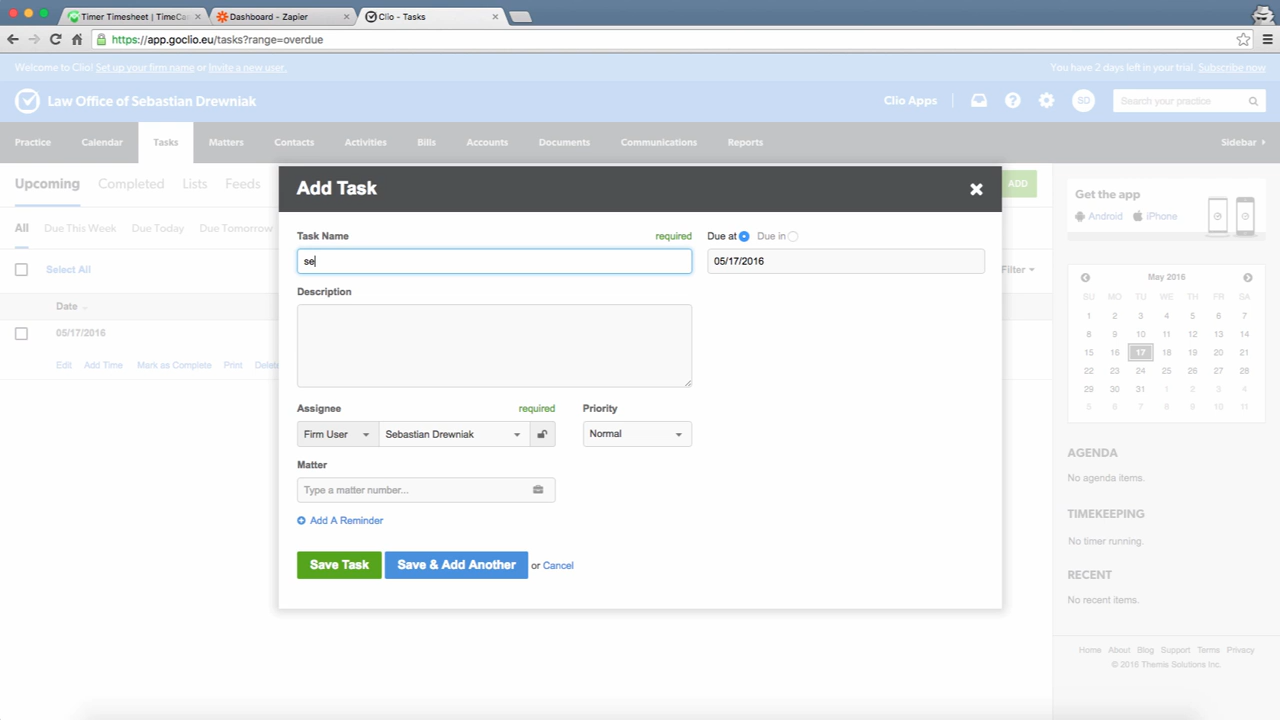 Timer Timesheet | TimeCa
Dashboard - Zapier
Clio - Tasks
https://app.goclio.eu/tasks?range=overdue
Welcome to Clio! Set up your firm name or Invite a new user.
You have 2 days left in your trial. Subscribe now
Law Office of Sebastian Drewniak
Clio Apps
SD
Search your practice
Practice Calendar Tasks Matters Contacts Activities Bills Accounts Documents Communications Reports Sidebar
Upcoming Completed Lists Feeds
ADD
All Due This Week Due Today Due Tomorrow
Filter
Select All
Date
05/17/2016
Edit Add Time Mark as Complete Print Delete
Add Task
Task Name required
Due at Due in
se
05/17/2016
Description
Assignee required
Priority
Firm User Sebastian Drewniak
Normal
Matter
Type a matter number...
Add A Reminder
Save Task Save & Add Another or Cancel
Get the app
Android iPhone
May 2016
SU MO TU WE TH FR SA
1 2 3 4 5 6 7
8 9 10 11 12 13 14
15 16 17 18 19 20 21
22 23 24 25 26 27 28
29 30 31 1 2 3 4
5 6 7 8 9 10 11
AGENDA
No agenda items.
TIMEKEEPING
No timer running.
RECENT
No recent items.
Home About Blog Support Terms Privacy
© 2016 Themis Solutions Inc.